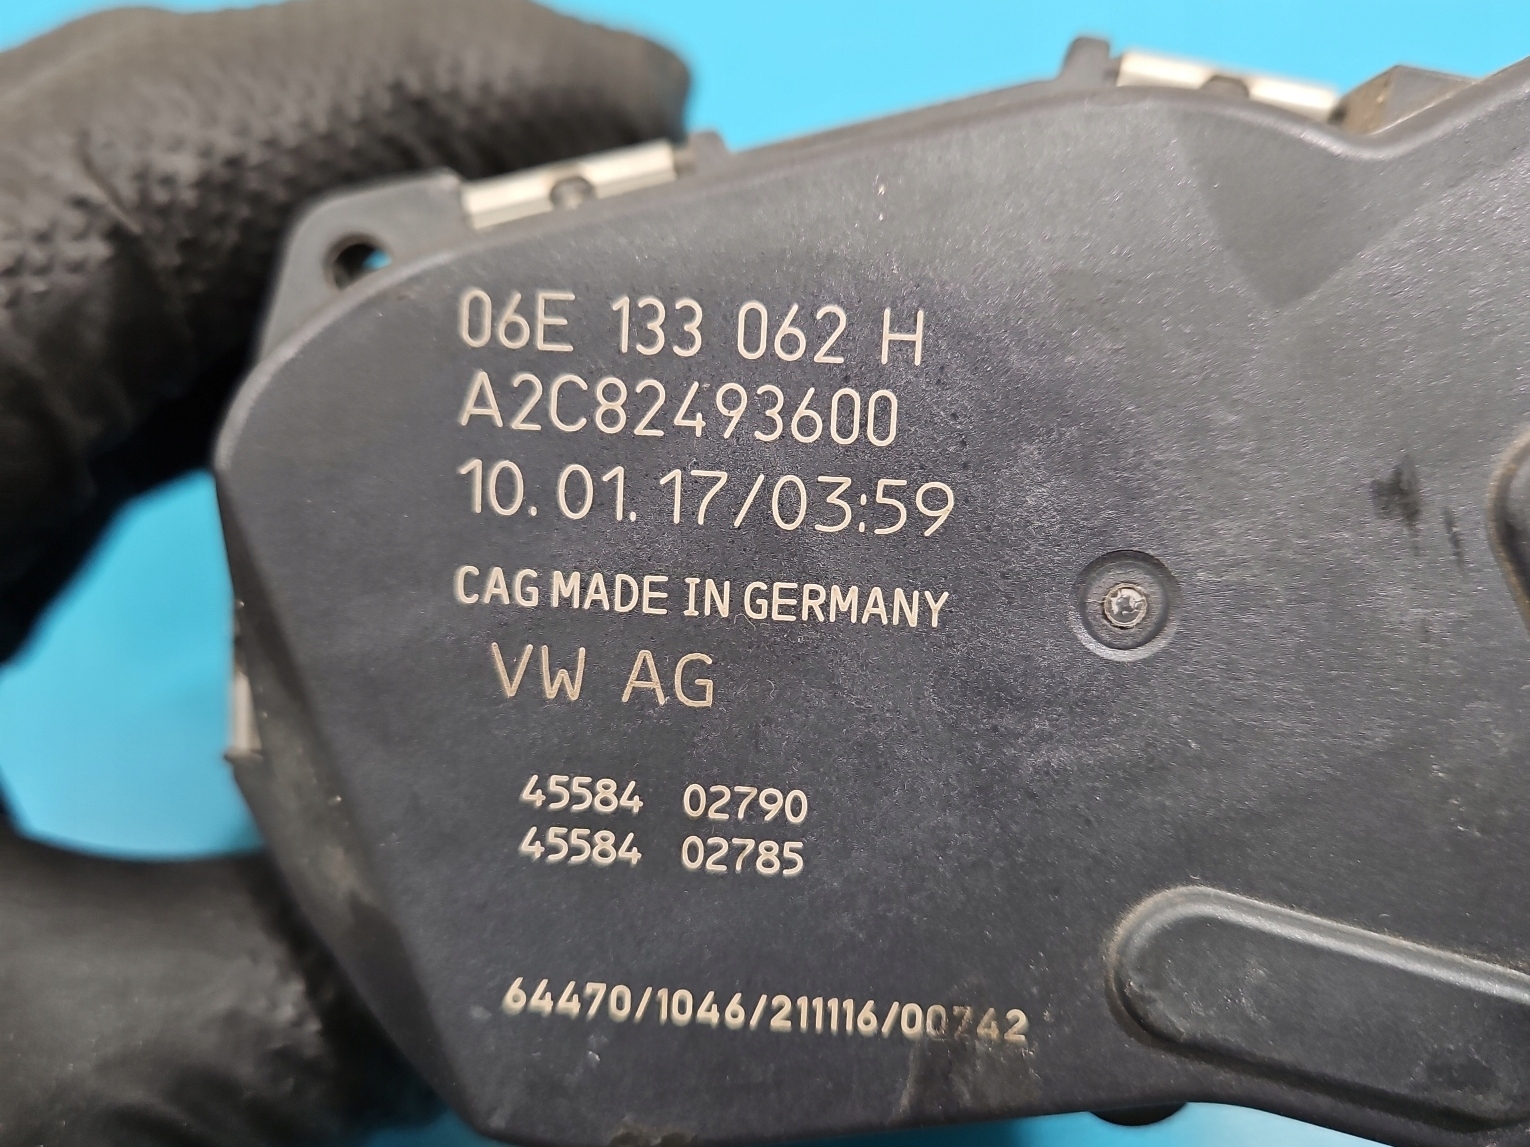 06E 133 062 H
A2C82493600
10.01.17/03:59
CAG MADE IN GERMANY
VW AG
45584 02790
45584 02785
64470/1046/211116/00742